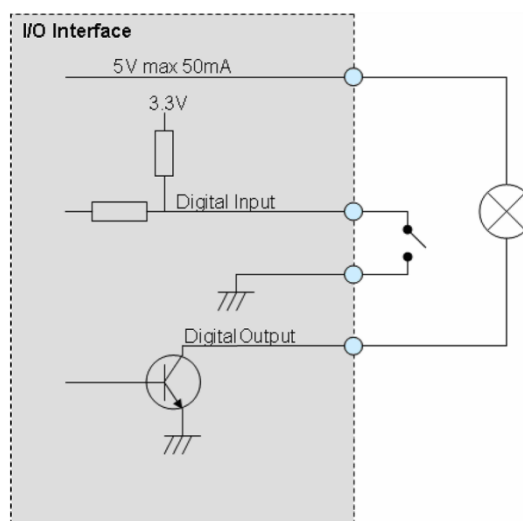 I/O Interface
5V max 50mA
3.3V
Digital Input
Digital Output